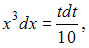 x³dx = tdt/10,